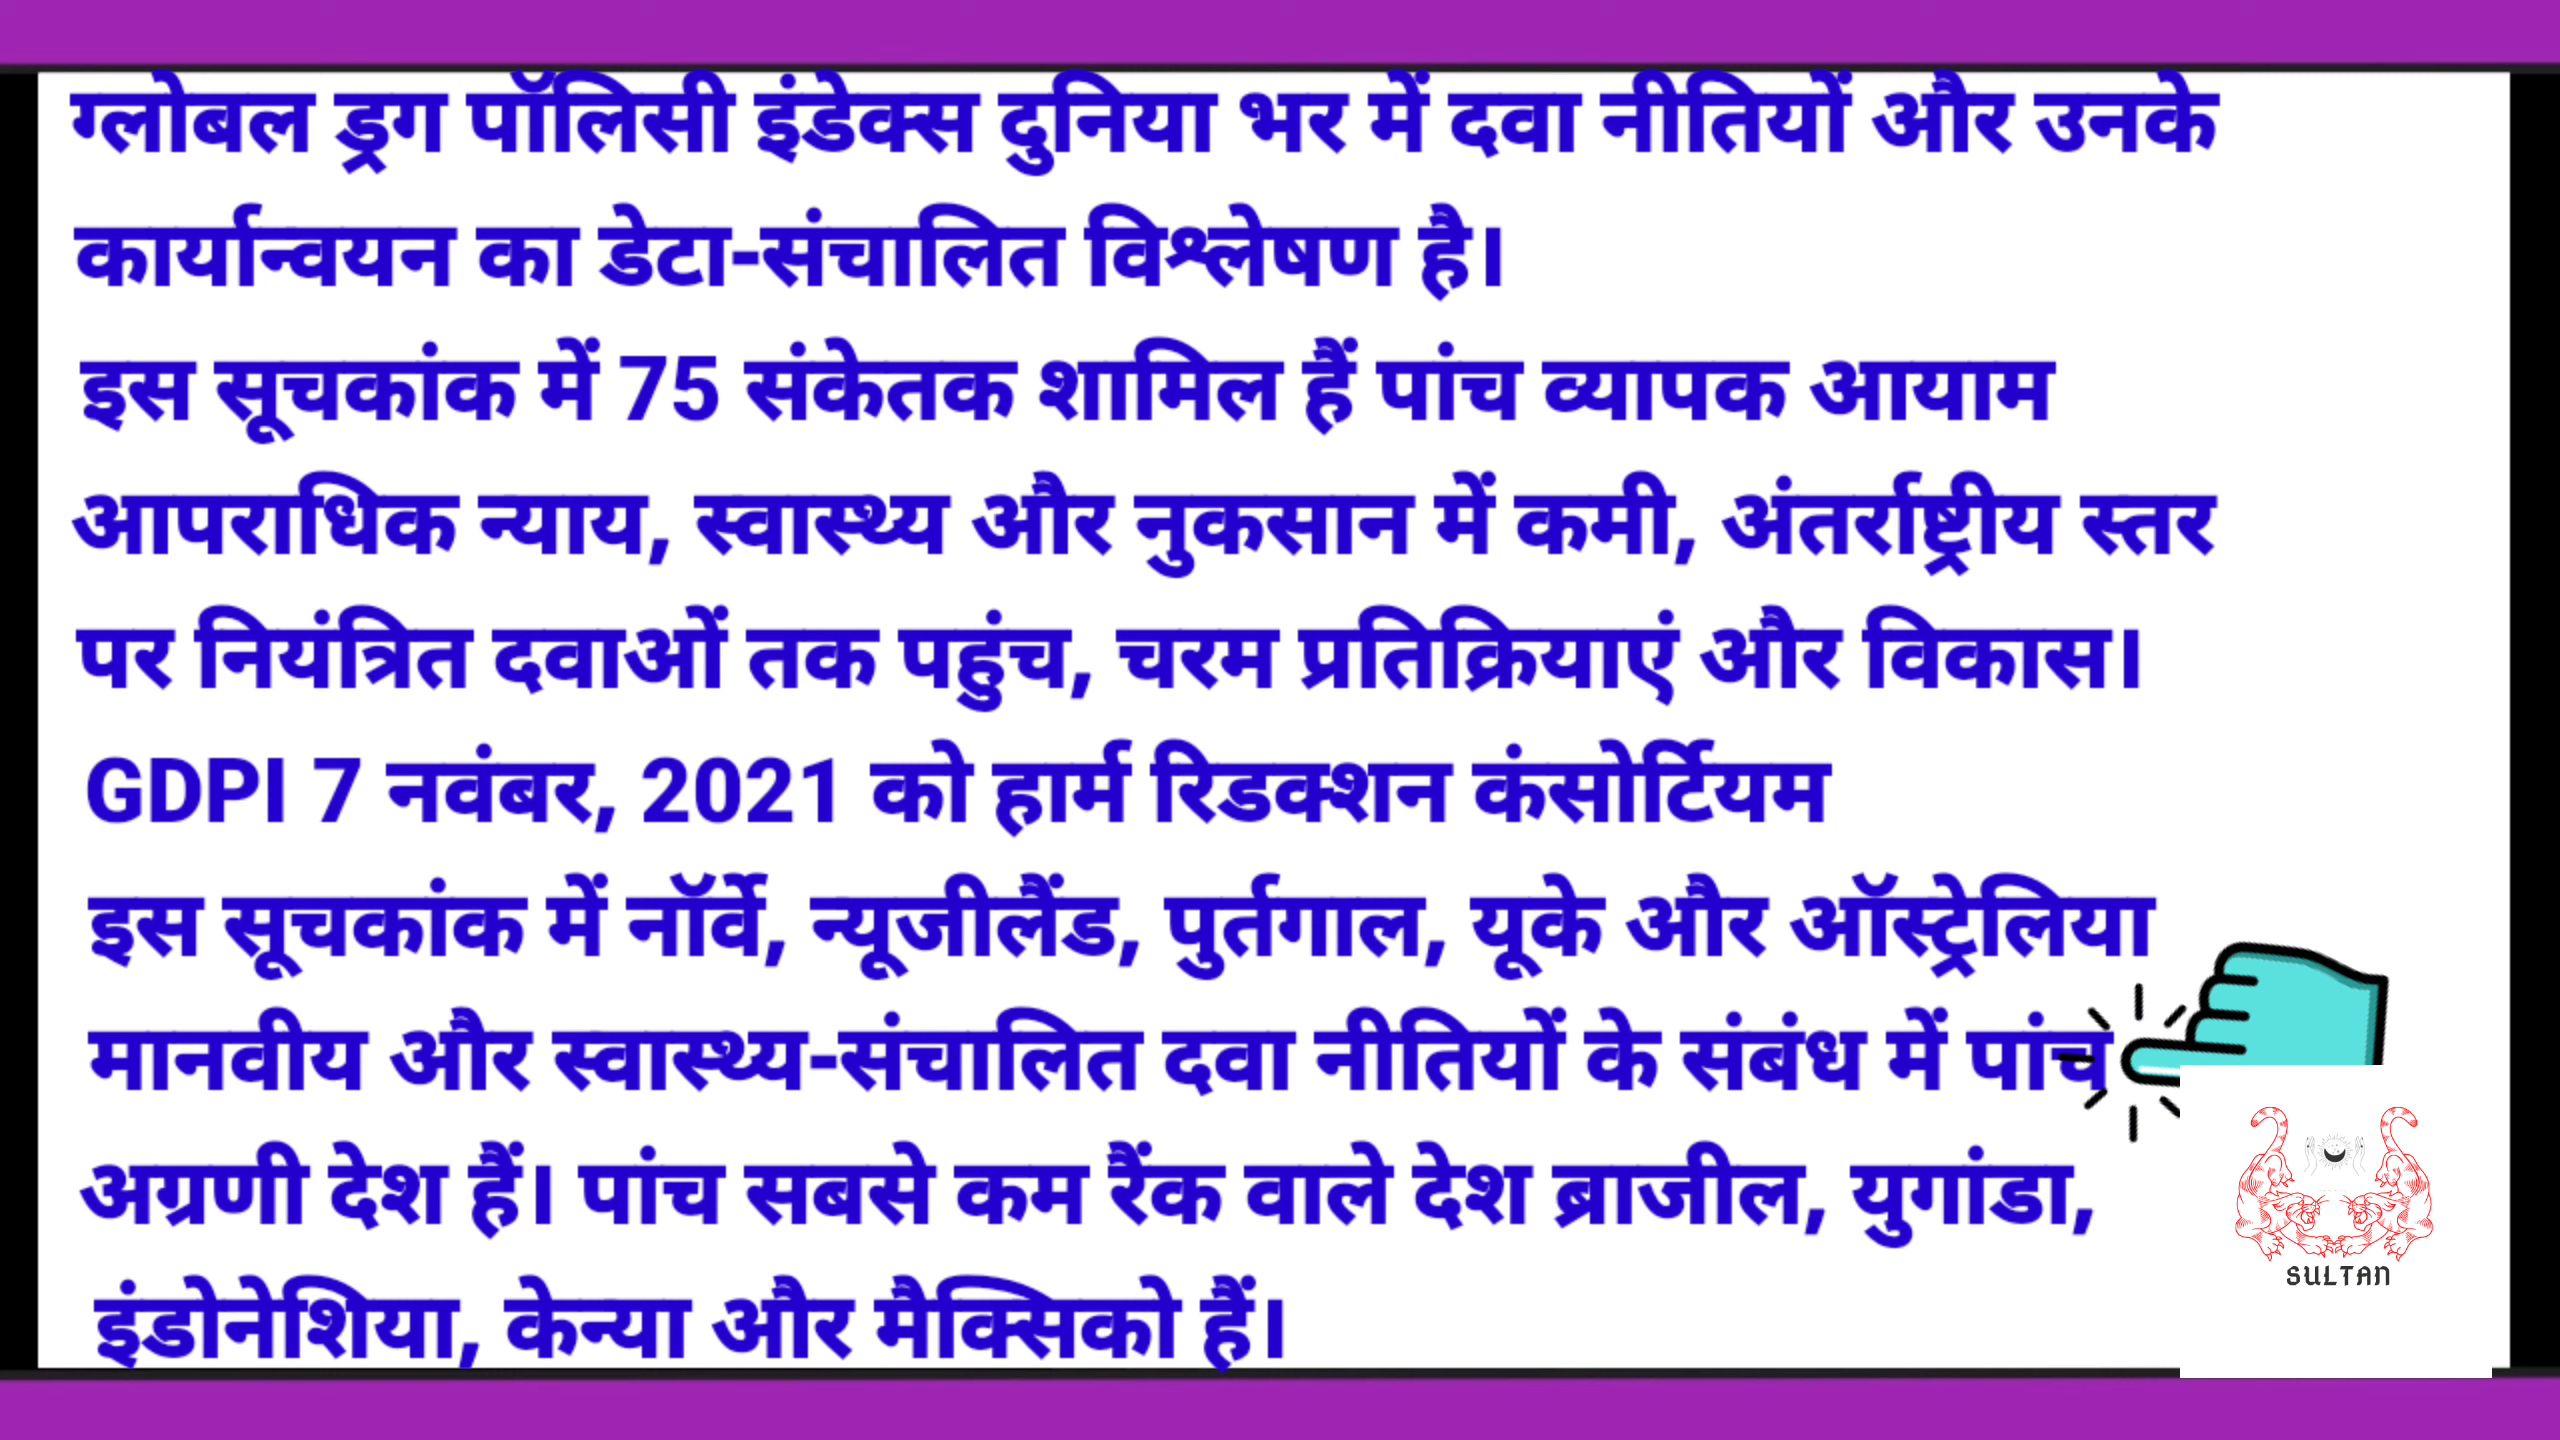 ग्लोबल ड्रग पॉलिसी इंडेक्स दुनिया भर में दवा नीतियों और उनके
कार्यान्वयन का डेटा-संचालित विश्लेषण है।
इस सूचकांक में 75 संकेतक शामिल हैं पांच व्यापक आयाम
आपराधिक न्याय, स्वास्थ्य और नुकसान में कमी, अंतर्राष्ट्रीय स्तर
पर नियंत्रित दवाओं तक पहुंच, चरम प्रतिक्रियाएं और विकास।
GDPI 7 नवंबर, 2021 को हार्म रिडक्शन कंसोर्टियम
इस सूचकांक में नॉर्वे, न्यूजीलैंड, पुर्तगाल, यूके और ऑस्ट्रेलिया
मानवीय और स्वास्थ्य-संचालित दवा नीतियों के संबंध में पांच
अग्रणी देश हैं। पांच सबसे कम रैंक वाले देश ब्राजील, युगांडा,
इंडोनेशिया, केन्या और मैक्सिको हैं।
SULTAN